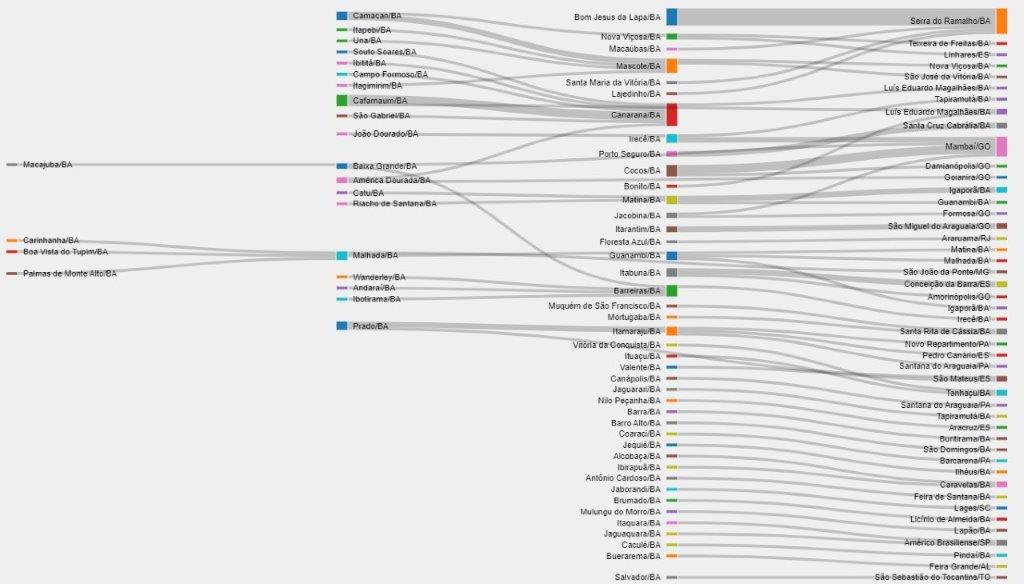 Macajuba/BA
Carinhanha/BA
Boa Vista do Tupim/BA
Palmas de Monte Alto/BA
Camacan/BA
Itapebi/BA
Una/BA
Souto Soares/BA
Ibititá/BA
Campo Formoso/BA
Itagimirim/BA
Cafarnaum/BA
São Gabriel/BA
João Dourado/BA
Baixa Grande/BA
América Dourada/BA
Catu/BA
Riacho de Santana/BA
Malhada/BA
Wanderley/BA
Andaraí/BA
Ibotirama/BA
Prado/BA
Bom Jesus da Lapa/BA
Nova Viçosa/BA
Macaúbas/BA
Mascote/BA
Santa Maria da Vitória/BA
Lajedinho/BA
Canarana/BA
Irecê/BA
Porto Seguro/BA
Cocos/BA
Bonito/BA
Matina/BA
Jacobina/BA
Itarantim/BA
Floresta Azul/BA
Guanambi/BA
Itabuna/BA
Barreiras/BA
Muquém de São Francisco/BA
Mortugaba/BA
Itamaraju/BA
Vitória da Conquista/BA
Ituaçu/BA
Valente/BA
Canápolis/BA
Jaguarari/BA
Nilo Peçanha/BA
Barra/BA
Barro Alto/BA
Coaraci/BA
Jequié/BA
Alcobaça/BA
Ibirapuã/BA
Antônio Cardoso/BA
Jaborandi/BA
Brumado/BA
Mulungu do Morro/BA
Itaquara/BA
Jaguaquara/BA
Caculé/BA
Buerarema/BA
Salvador/BA
Serra do Ramalho/BA
Teixeira de Freitas/BA'
Linhares/ES'
Nova Viçosa/BA'
São José da Vitória/BA'
Luís Eduardo Magalhães/BA'
Tapiramutá/BA'
Luís Eduardo Magalhães/BA
Santa Cruz Cabrália/BA
Mambaí/GO
Damianópolis/GO
Goianira/GO
Igaporã/BA
Guanambi/BA'
Formosa/GO
São Miguel do Araguaia/GO
Araruama/RJ
Matina/BA'
Malhada/BA'
São João da Ponte/MG'
Conceição da Barra/ES
Amorinópolis/GO
Igaporã/BA'
Irecê/BA'
Santa Rita de Cássia/BA
Novo Repartimento/PA'
Pedro Canário/ES'
Santana do Araguaia/PA'
São Mateus/ES
Tanhaçu/BA
Santana do Araguaia/PA
Tapiramutá/BA
Aracruz/ES
Buritirama/BA
São Domingos/BA
Barcarena/PA
Ilhéus/BA
Caravelas/BA
Feira de Santana/BA
Lages/SC
Licínio de Almeida/BA
Lapão/BA
Américo Brasiliense/SP
Pindaí/BA
Feira Grande/AL
São Sebastião do Tocantins/TO